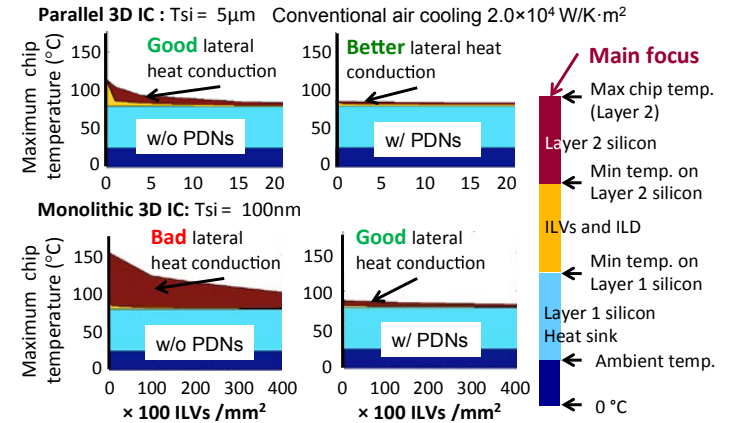 Parallel 3D IC : Tsi = 5µm Conventional air cooling 2.0×10⁴ W/K·m²
Maximum chip temperature (°C)
150
100
50
0
Good lateral
heat conduction
w/o PDNs
0 5 10 15 20
150
100
50
0
Better lateral heat
conduction
w/ PDNs
0 5 10 15 20
Monolithic 3D IC: Tsi = 100nm
Maximum chip temperature (°C)
150
100
50
0
Bad lateral
heat conduction
w/o PDNs
0 100 200 300 400
× 100 ILVs /mm²
150
100
50
0
Good lateral
heat conduction
w/ PDNs
0 100 200 300 400
× 100 ILVs /mm²
Main focus
Max chip temp.
(Layer 2)
Layer 2 silicon
Min temp. on
Layer 2 silicon
ILVs and ILD
Min temp. on
Layer 1 silicon
Layer 1 silicon
Heat sink
Ambient temp.
0 °C